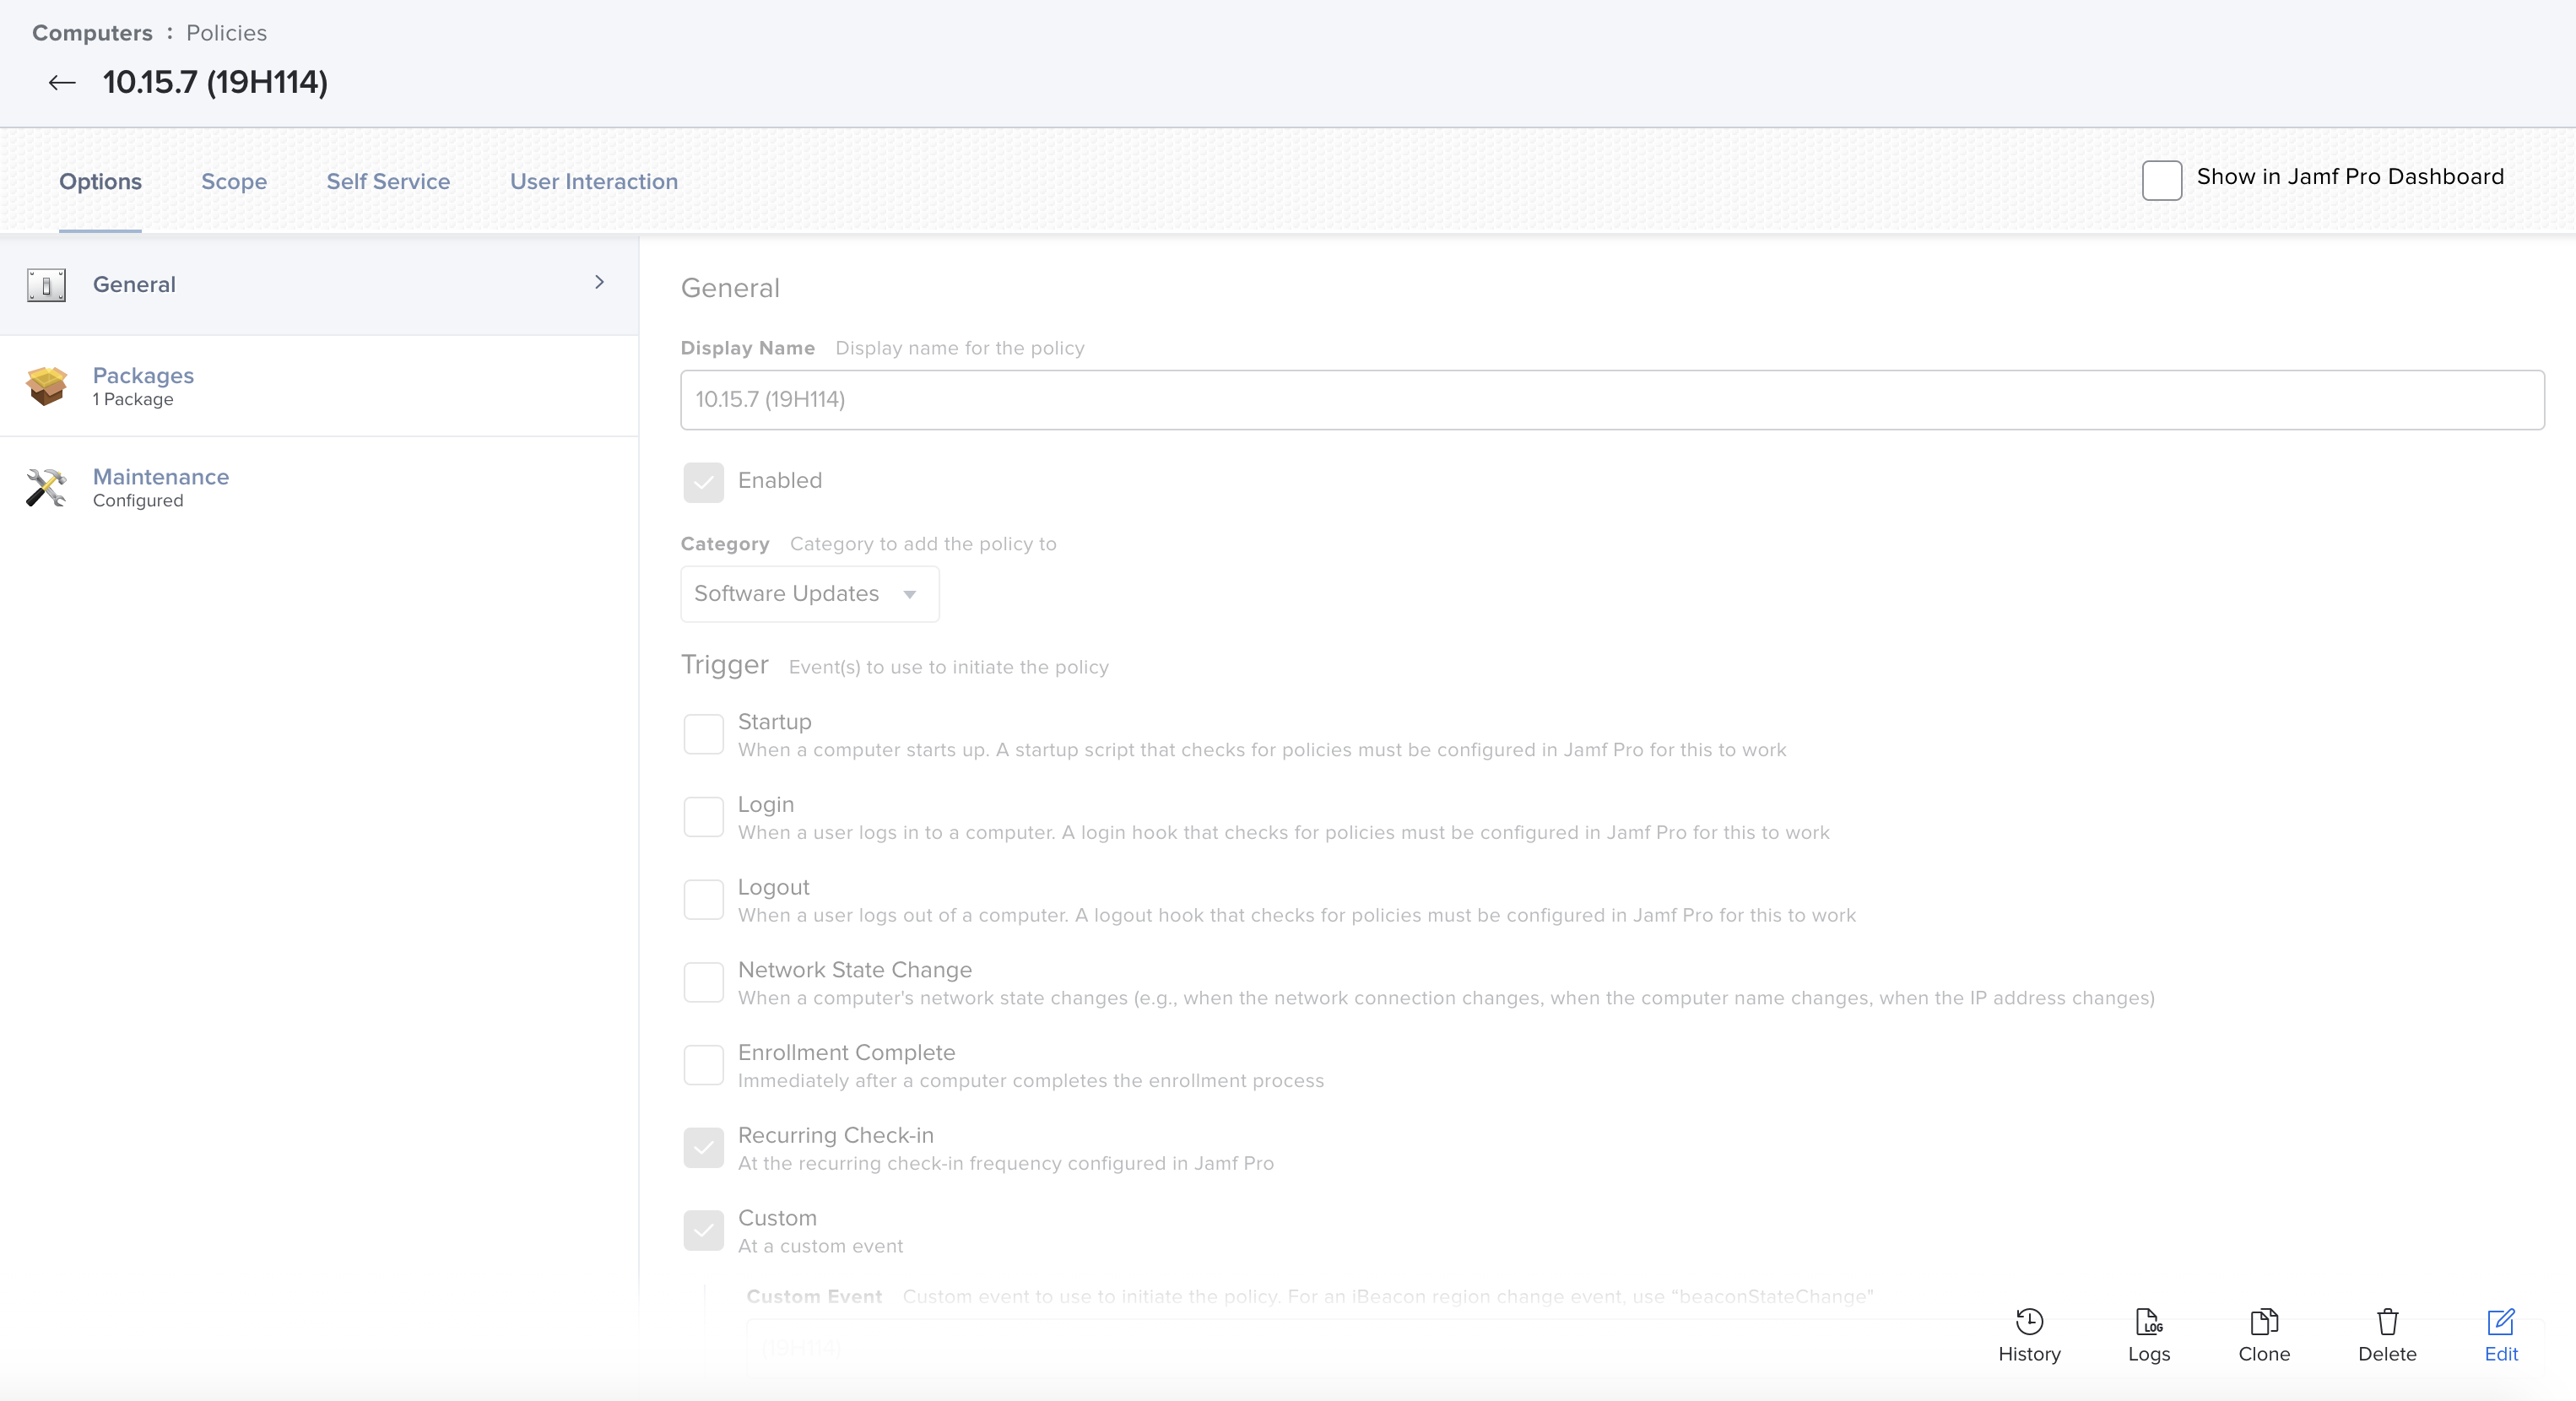 Computers : Policies
10.15.7 (19H114)
Options Scope Self Service User Interaction Show in Jamf Pro Dashboard
General
Packages
1 Package
Maintenance
Configured
General
Display Name Display name for the policy
10.15.7 (19H114)
Enabled
Category Category to add the policy to
Software Updates
Trigger Event(s) to use to initiate the policy
Startup
When a computer starts up. A startup script that checks for policies must be configured in Jamf Pro for this to work
Login
When a user logs in to a computer. A login hook that checks for policies must be configured in Jamf Pro for this to work
Logout
When a user logs out of a computer. A logout hook that checks for policies must be configured in Jamf Pro for this to work
Network State Change
When a computer's network state changes (e.g., when the network connection changes, when the computer name changes, when the IP address changes)
Enrollment Complete
Immediately after a computer completes the enrollment process
Recurring Check-in
At the recurring check-in frequency configured in Jamf Pro
Custom
At a custom event
Custom Event Custom event to use to initiate the policy. For an iBeacon region change event, use “beaconStateChange"
(19H114)
LOG
History Logs Clone Delete Edit